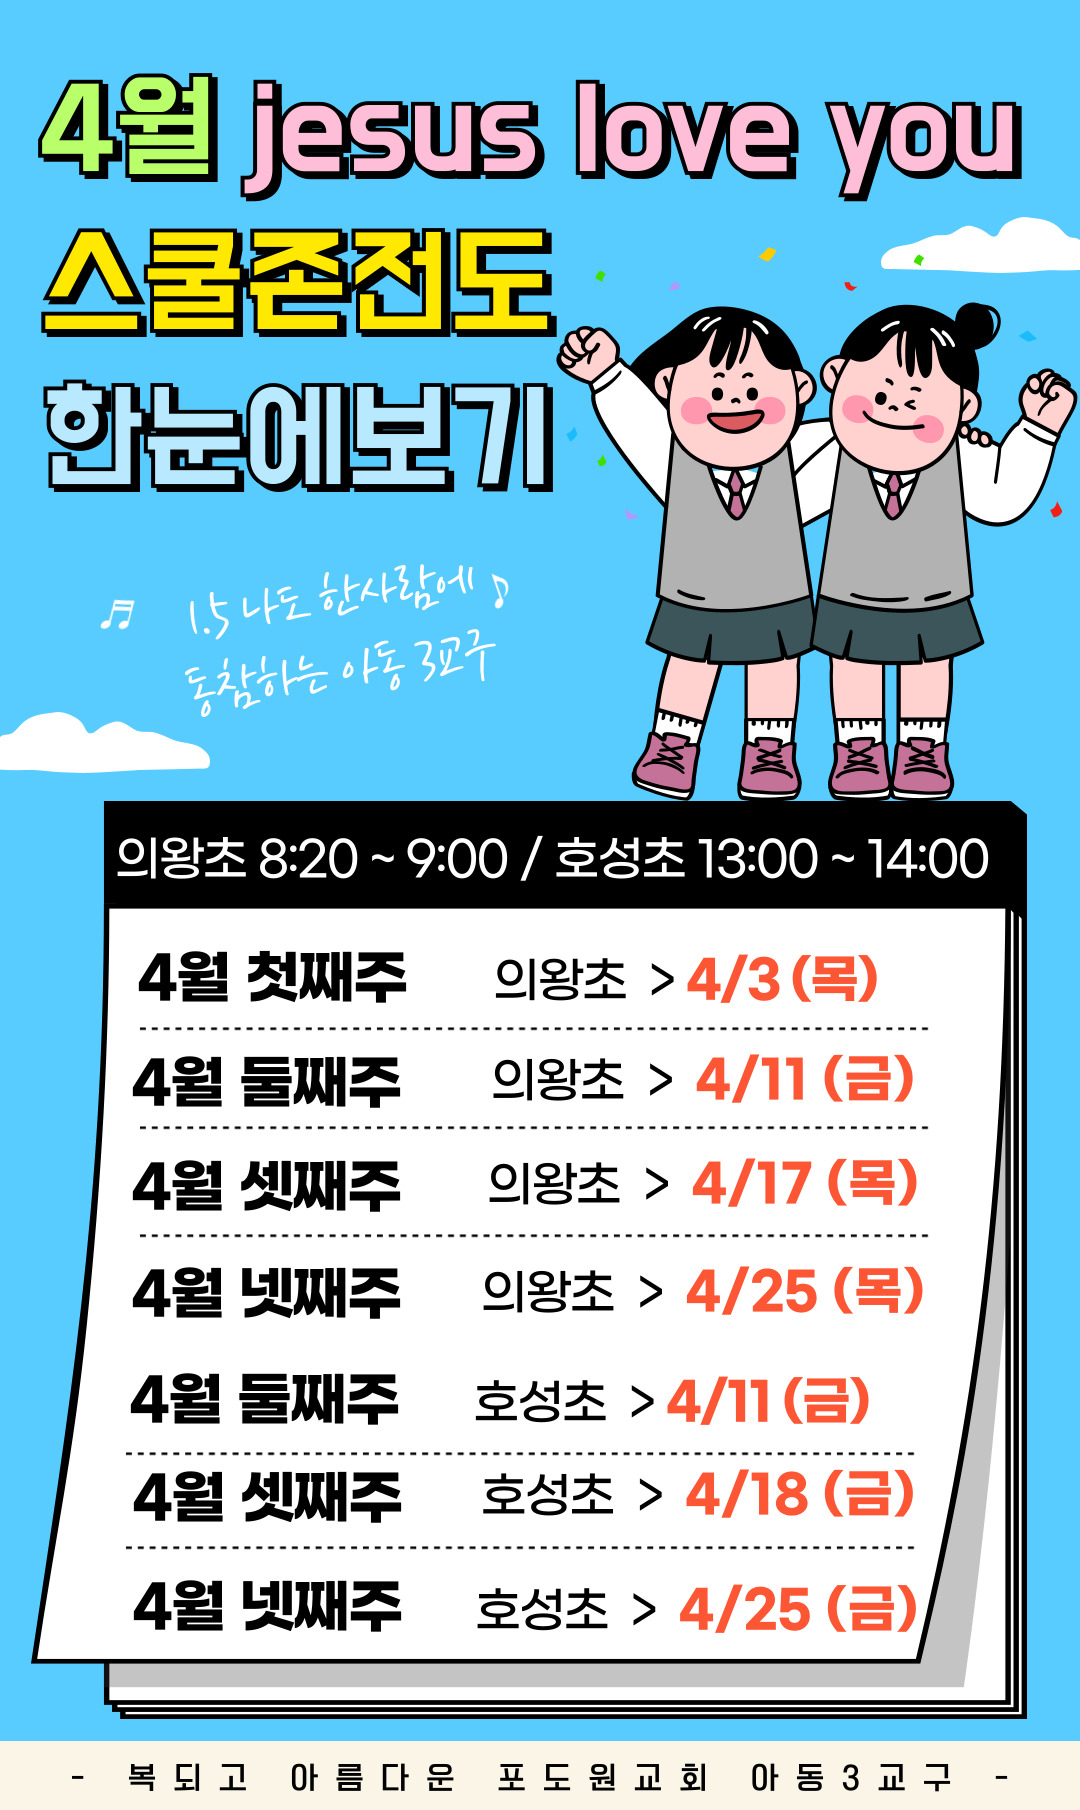 4월 jesus love you
스쿨존전도
한눈에보기
1.5 나도 한사람에
동참하는 아동 3교구
의왕초 8:20 ~ 9:00 / 호성초 13:00 ~ 14:00
4월 첫째주 의왕초 > 4/3 (목)
4월 둘째주 의왕초 > 4/11 (금)
4월 셋째주 의왕초 > 4/17 (목)
4월 넷째주 의왕초 > 4/25 (목)
4월 둘째주 호성초 > 4/11 (금)
4월 셋째주 호성초 > 4/18 (금)
4월 넷째주 호성초 > 4/25 (금)
- 복되고 아름다운 포도원교회 아동3교구 -